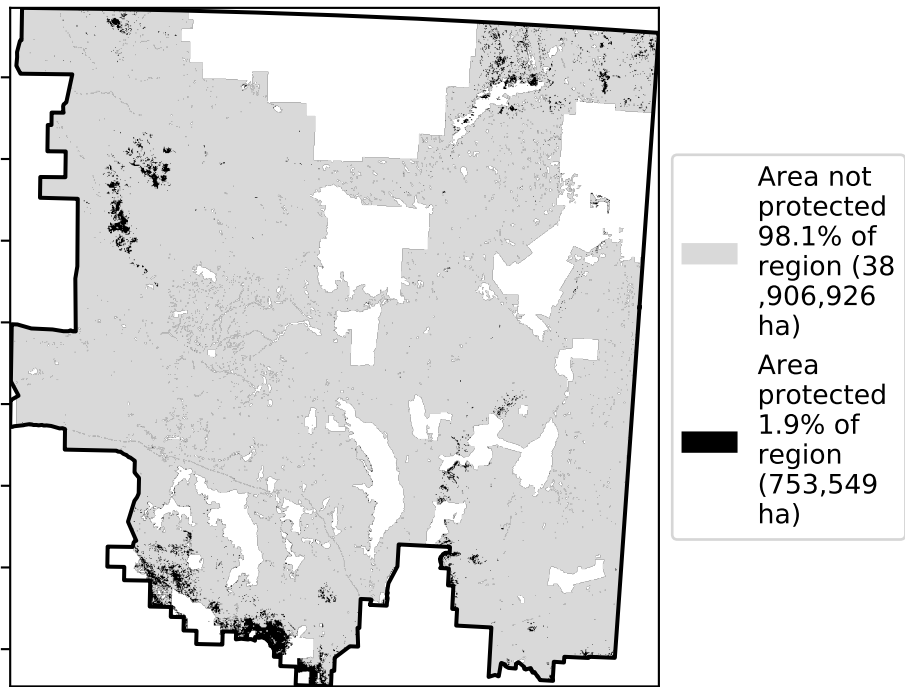 Area not
protected
98.1% of
region (38
,906,926
ha)
Area
protected
1.9% of
region
(753,549
ha)